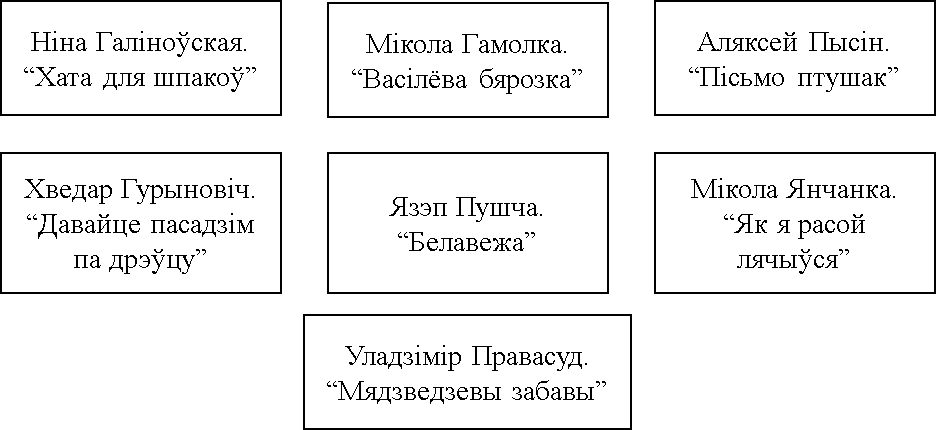 Ніна Галіноўская.
“Хата для шпакоў”
Мікола Гамолка.
“Васілёва бярозка”
Аляксей Пысін.
“Пісьмо птушак”
Хведар Гурыновіч.
“Давайце пасадзім
па дрэўцу”
Язэп Пушча.
“Белавежа”
Мікола Янчанка.
“Як я расой
лячыўся”
Уладзімір Правасуд.
“Мядзведзевы забавы”